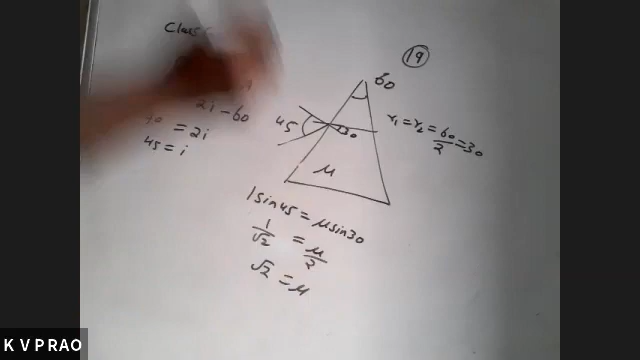 19
60
2i - 60
= 2i
45 = i
45
30
r₁ = r₂ = 60/2 = 30
μ
1 sin 45 = μ sin 30
1/√2 = μ/2
√2 = μ
K V P RAO